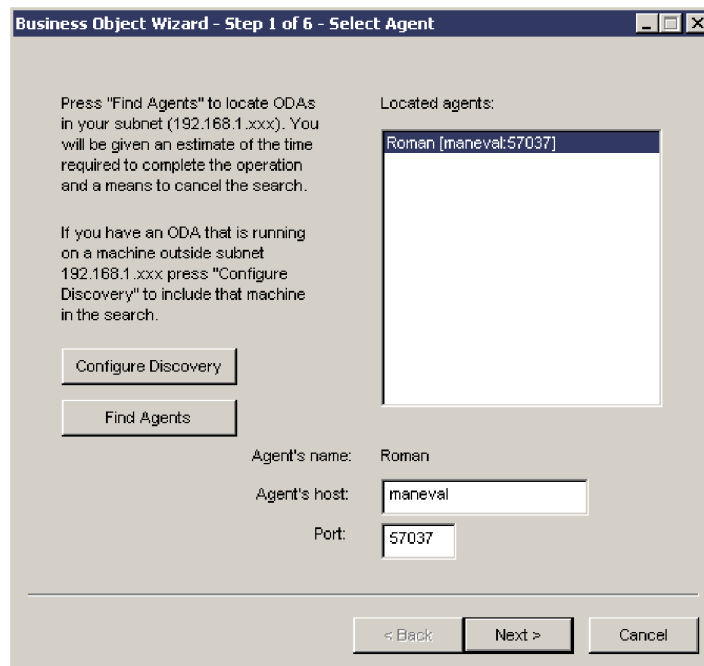 Business Object Wizard - Step 1 of 6 - Select Agent
Press "Find Agents" to locate ODAs
in your subnet (192.168.1.xxx). You
will be given an estimate of the time
required to complete the operation
and a means to cancel the search.
If you have an ODA that is running
on a machine outside subnet
192.168.1.xxx press "Configure
Discovery" to include that machine
in the search.
Configure Discovery
Find Agents
Located agents:
Roman [maneval:57037]
Agent's name: Roman
Agent's host: maneval
Port: 57037
< Back Next > Cancel